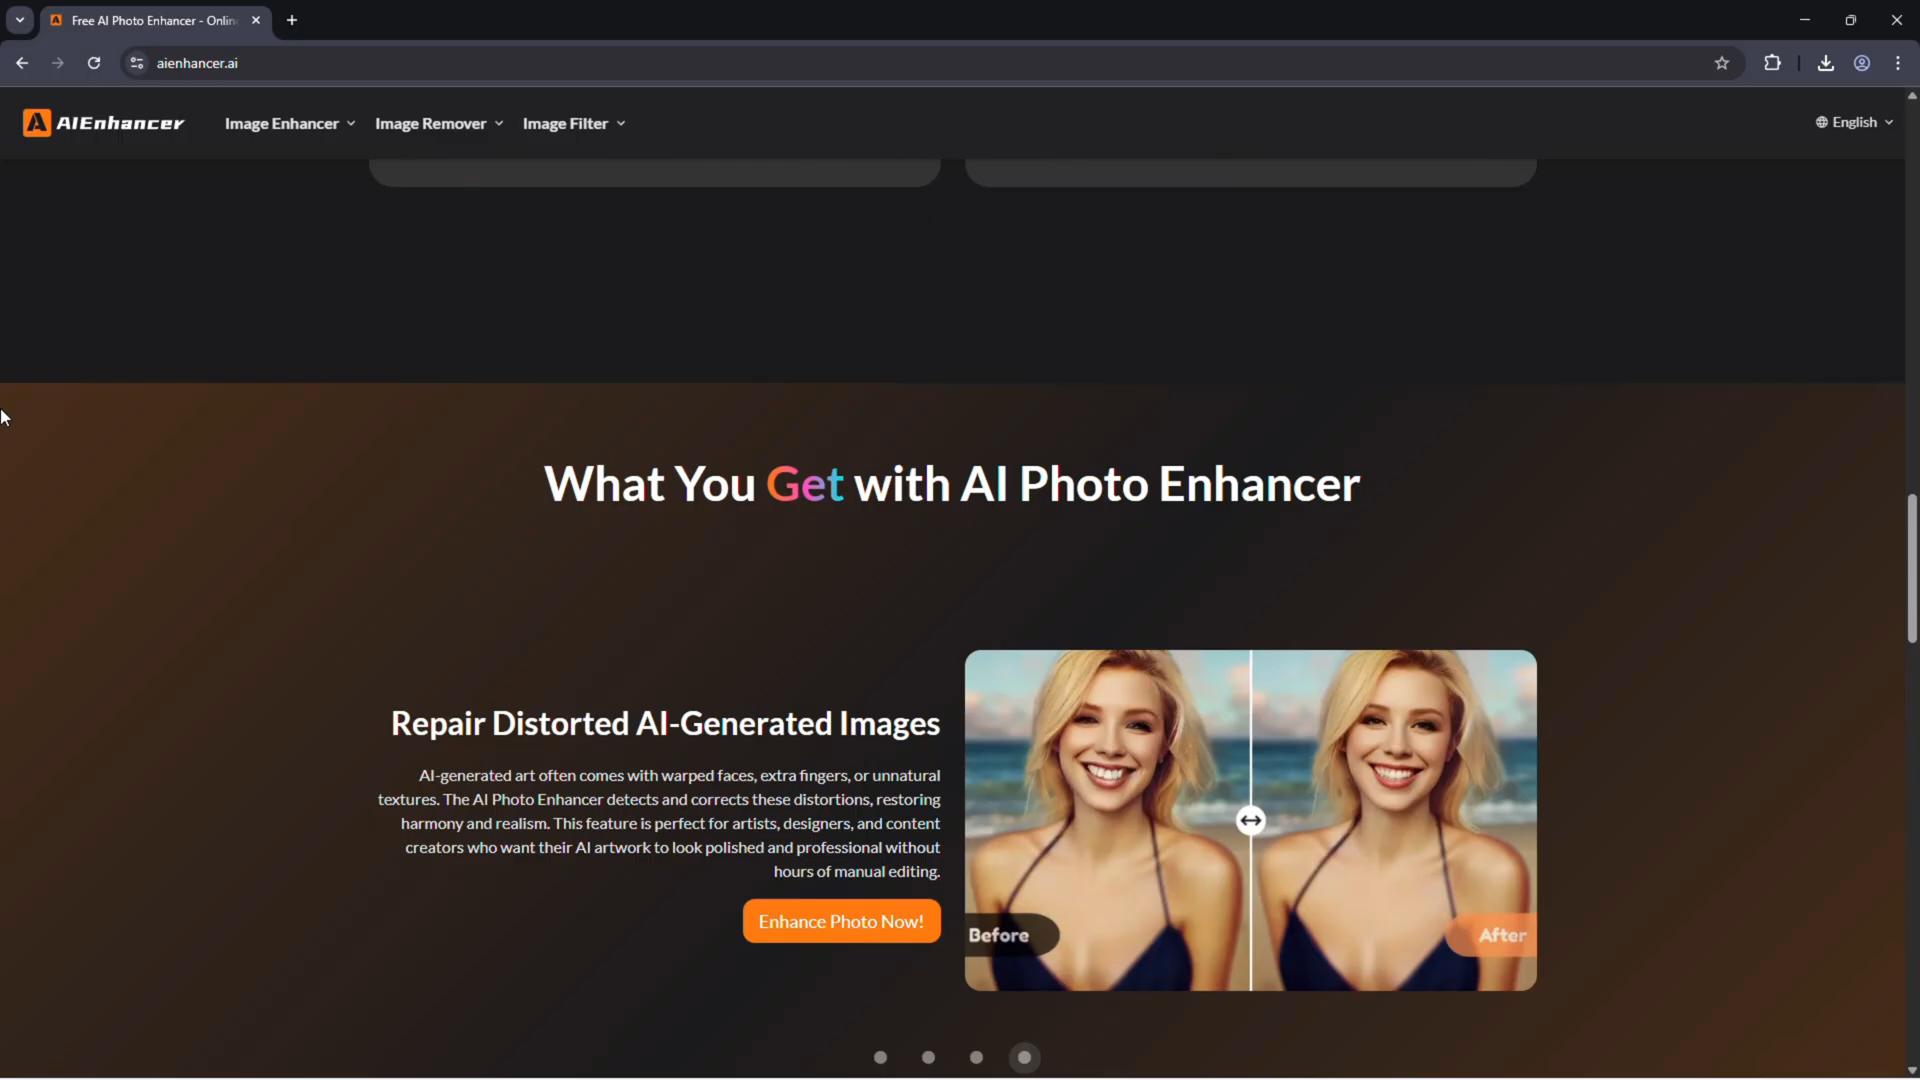 Free AI Photo Enhancer - Onlin
aienhancer.ai
AIEnhancer
Image Enhancer
Image Remover
Image Filter
English
What You Get with AI Photo Enhancer
Repair Distorted AI-Generated Images
AI-generated art often comes with warped faces, extra fingers, or unnatural
textures. The AI Photo Enhancer detects and corrects these distortions, restoring
harmony and realism. This feature is perfect for artists, designers, and content
creators who want their AI artwork to look polished and professional without
hours of manual editing.
Enhance Photo Now!
Before
After